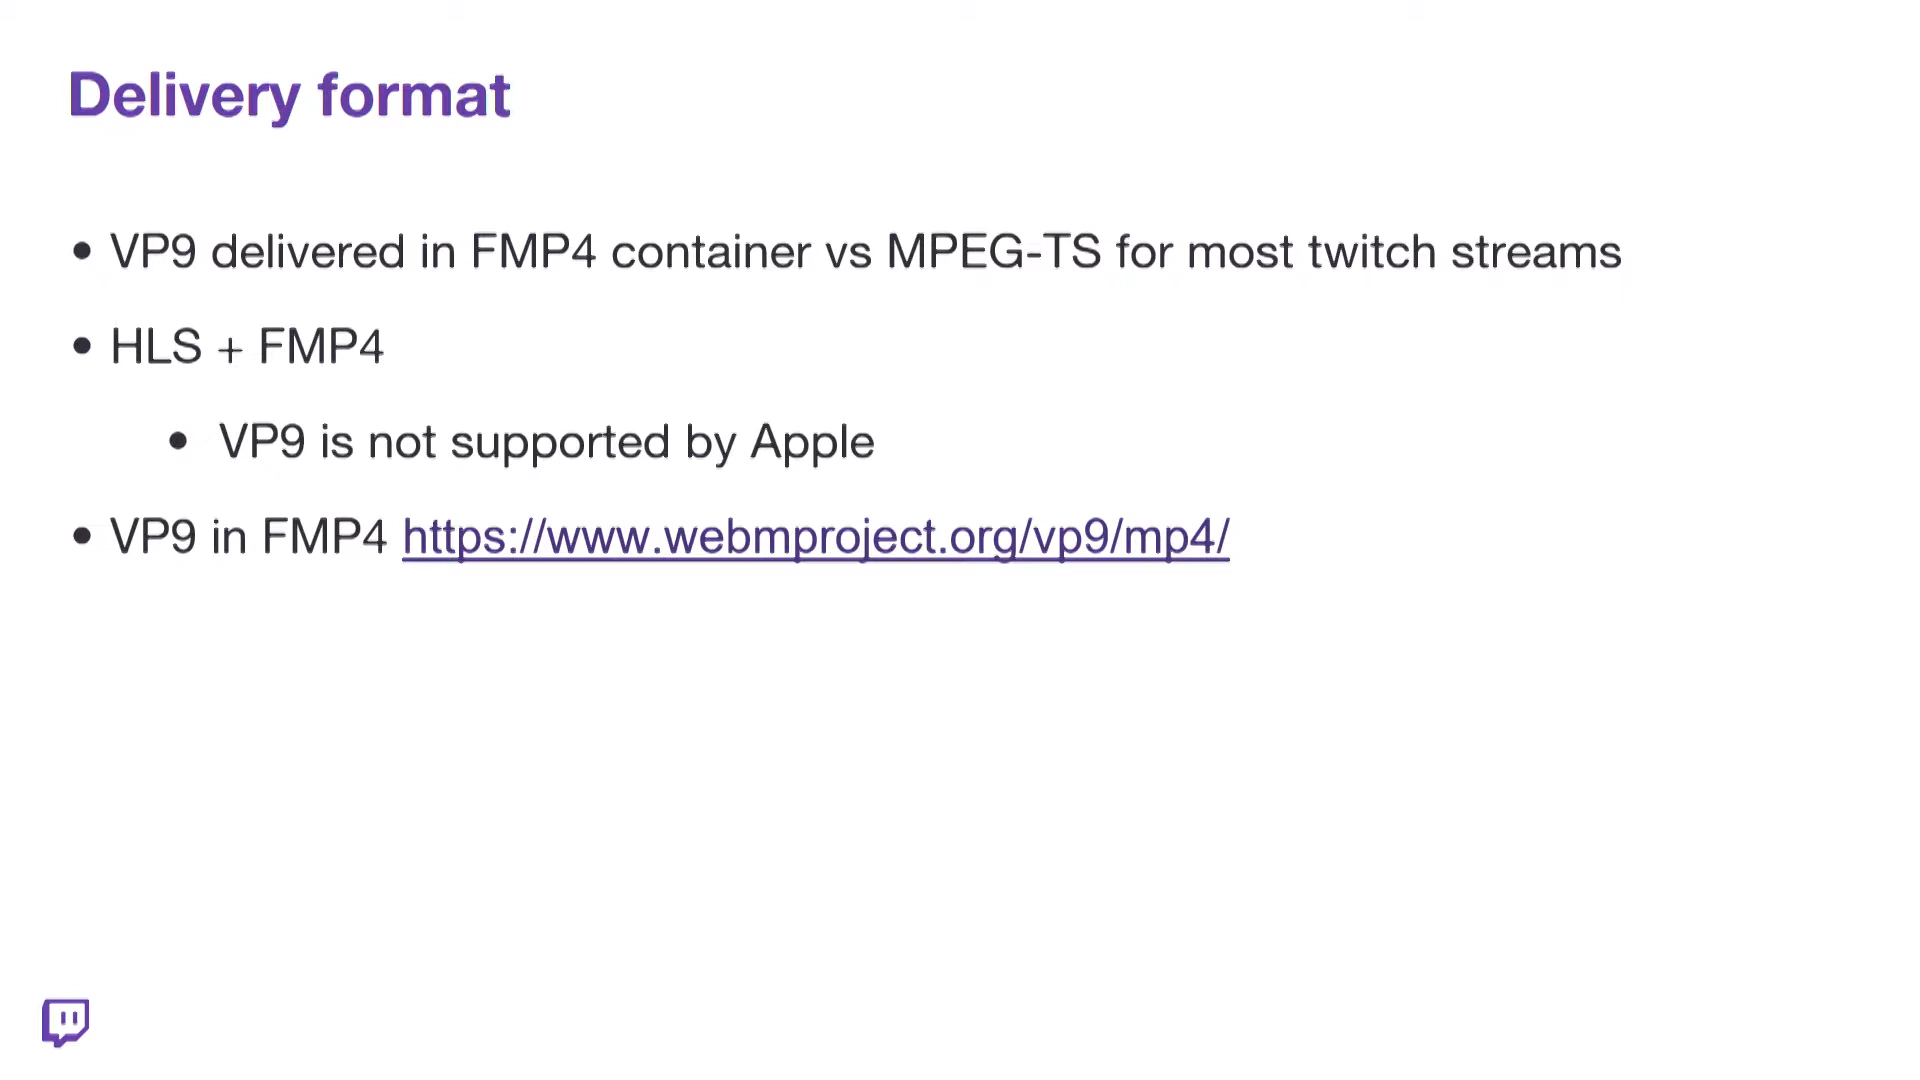 Delivery format
• VP9 delivered in FMP4 container vs MPEG-TS for most twitch streams
• HLS + FMP4
• VP9 is not supported by Apple
• VP9 in FMP4 https://www.webmproject.org/vp9/mp4/